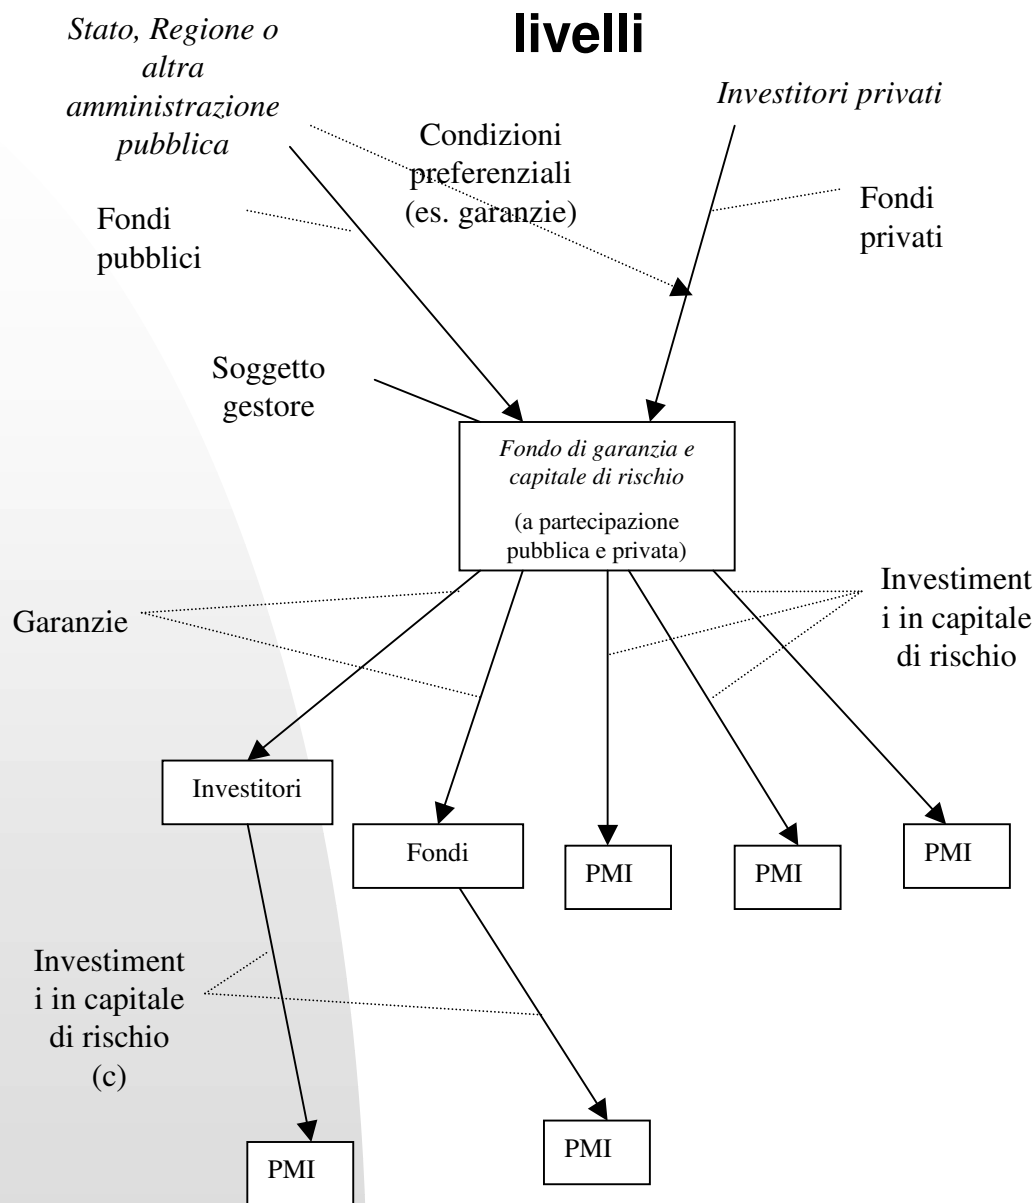 livelli
Stato, Regione o
altra
amministrazione
pubblica
Investitori privati
Condizioni
preferenziali
(es. garanzie)
Fondi
pubblici
Fondi
privati
Soggetto
gestore
Fondo di garanzia e
capitale di rischio
(a partecipazione
pubblica e privata)
Garanzie
Investiment
i in capitale
di rischio
Investitori
Fondi
PMI
PMI
PMI
Investiment
i in capitale
di rischio
(c)
PMI
PMI